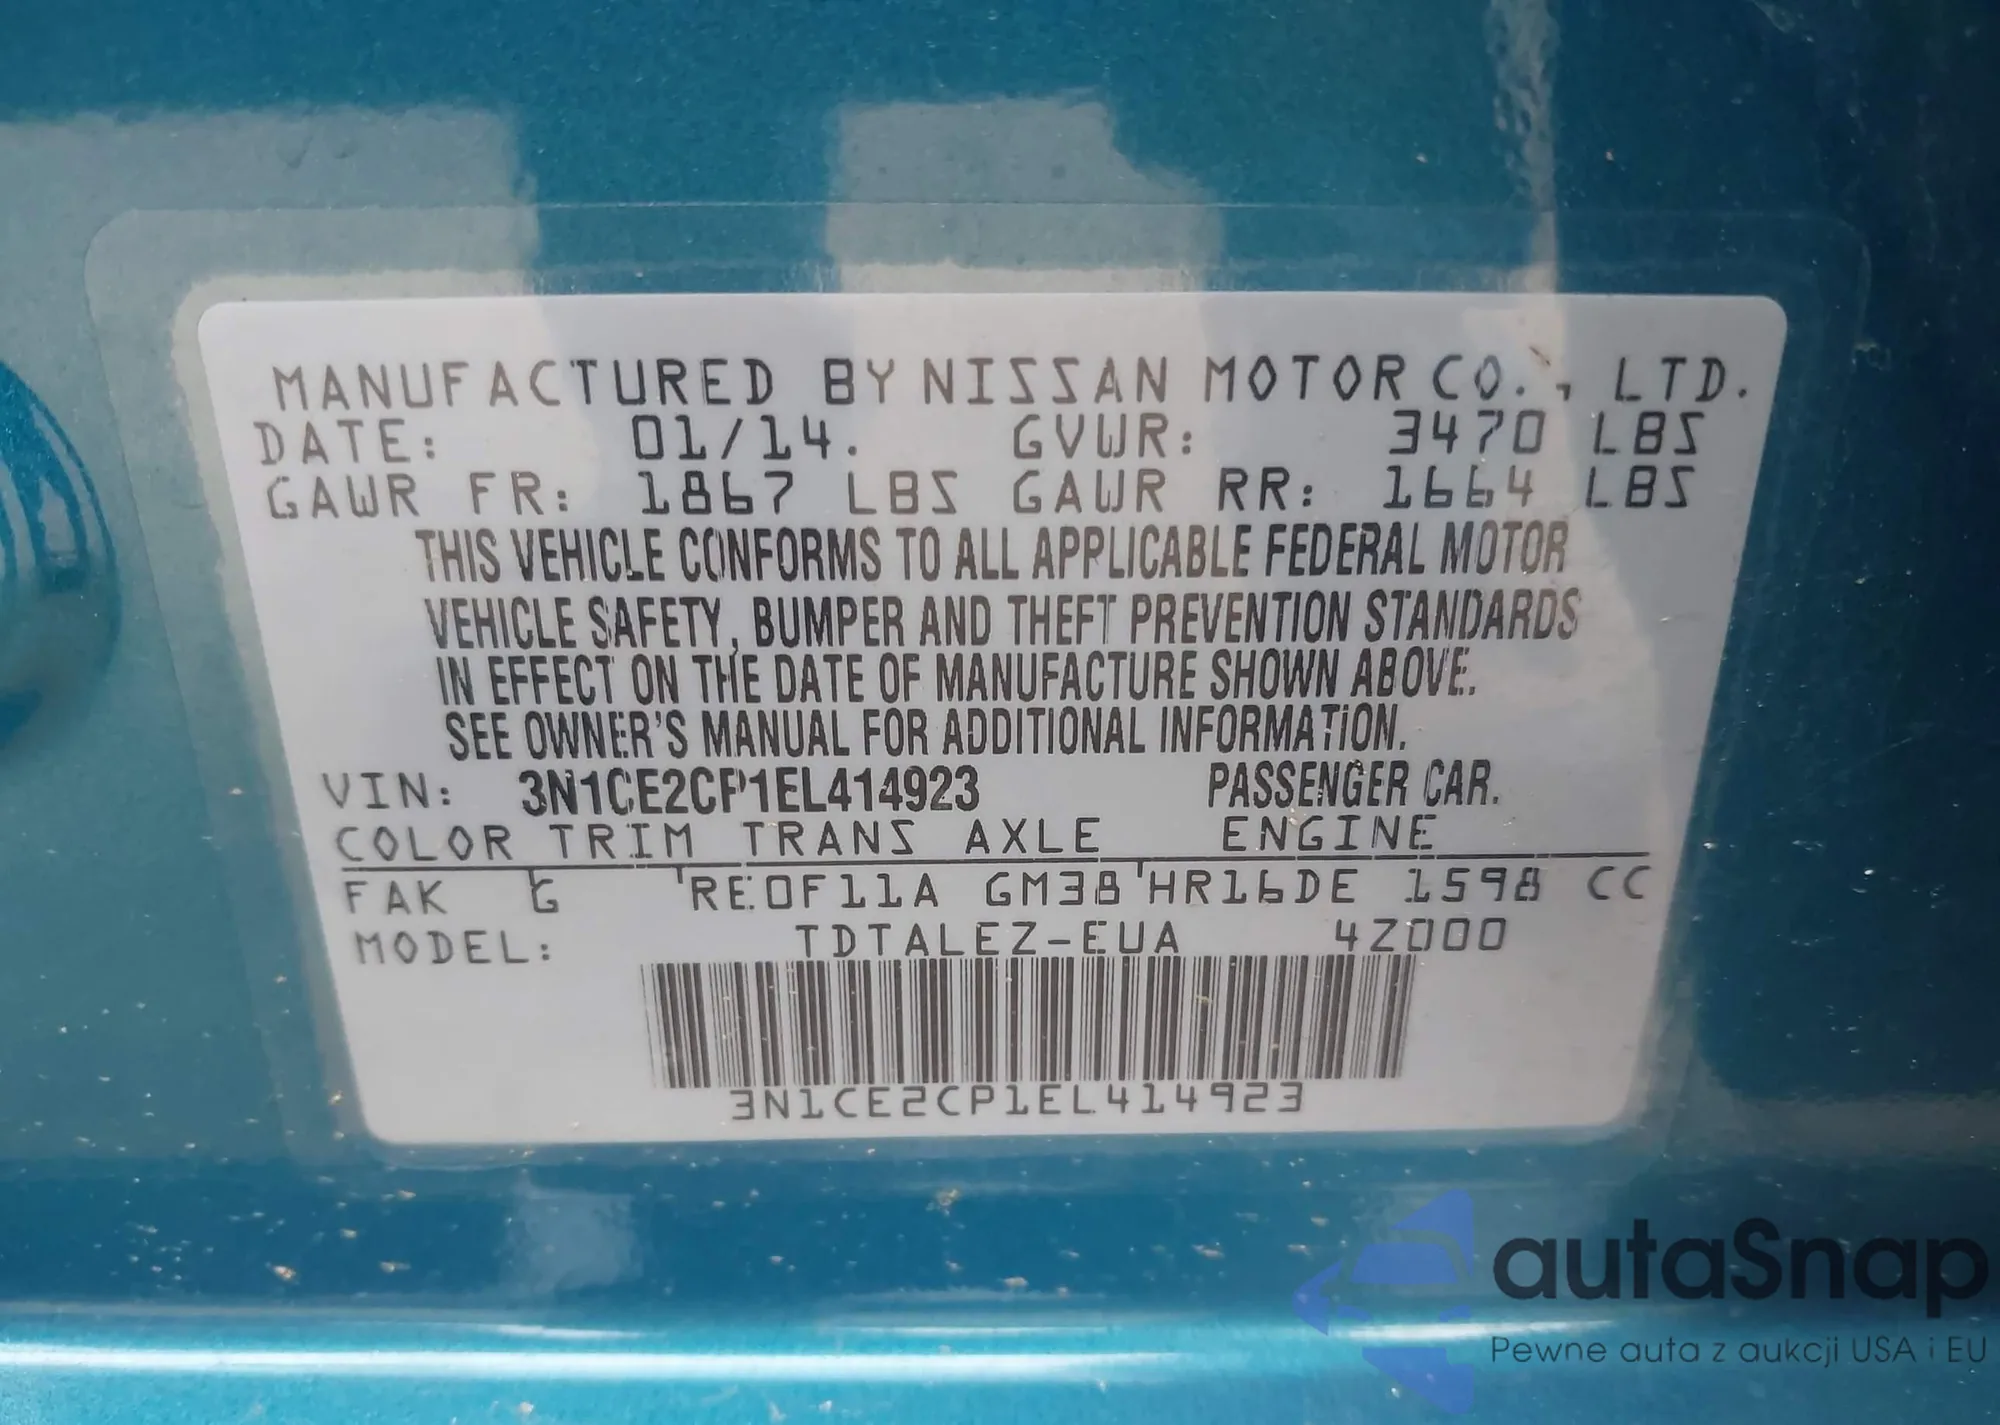 MANUFACTURED BY NISSAN MOTOR CO., LTD.
DATE: 01/14. GVWR: 3470 LBS
GAWR FR: 1867 LBS GAWR RR: 1664 LBS
THIS VEHICLE CONFORMS TO ALL APPLICABLE FEDERAL MOTOR
VEHICLE SAFETY, BUMPER AND THEFT PREVENTION STANDARDS
IN EFFECT ON THE DATE OF MANUFACTURE SHOWN ABOVE.
SEE OWNER'S MANUAL FOR ADDITIONAL INFORMATION.
VIN: 3N1CE2CP1EL414923 PASSENGER CAR.
COLOR TRIM TRANS AXLE ENGINE
FAK G RE0F11A GM38 HR16DE 1598 CC
MODEL: TDTALEZ-EUA 4Z000
3N1CE2CP1EL414923
autaSnap
Pewne auta z aukcji USA i EU